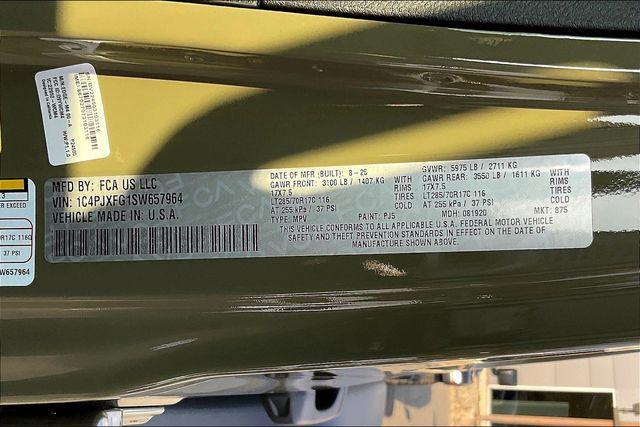 MFD BY: FCA US LLC
VIN: 1C4PJXFG1SW657964
VEHICLE MADE IN U.S.A.
DATE OF MFR (BUILT): 8-25
GAWR FRONT: 3100 LB / 1407 KG WITH
17X7.5 RIMS
LT285/70R17C 116 TIRES
AT 255 kPa / 37 PSI COLD
TYPE: MPV PAINT: PJ5
GVWR: 5975 LB / 2711 KG
GAWR REAR: 3550 LB / 1611 KG WITH
17X7.5 RIMS
LT285/70R17C 116 TIRES
AT 255 kPa / 37 PSI COLD
MDH: 081920 MKT: 875
THIS VEHICLE CONFORMS TO ALL APPLICABLE U.S.A. FEDERAL MOTOR VEHICLE
SAFETY AND THEFT PREVENTION STANDARDS IN EFFECT ON THE DATE OF
MANUFACTURE SHOWN ABOVE.
3
R EXCEED
R17C 116Q
37 PSI
W657964